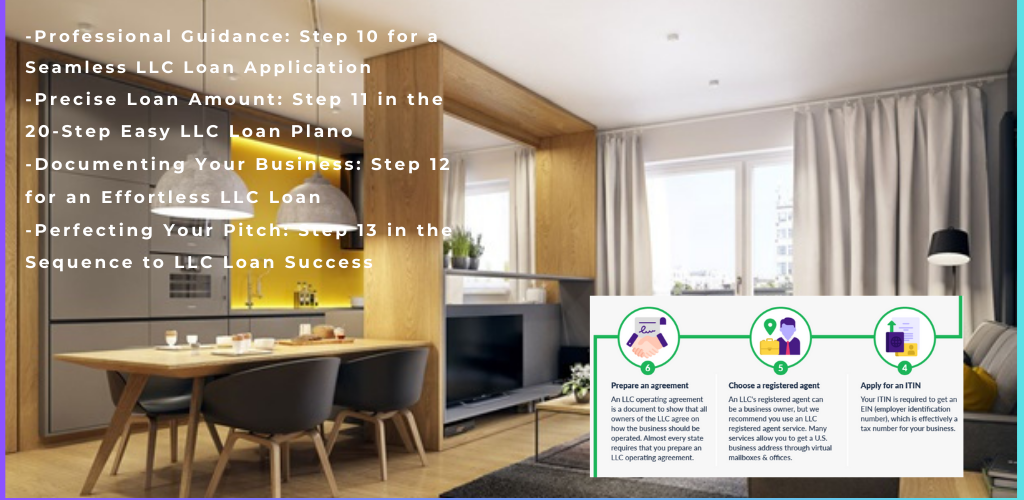 -Professional Guidance: Step 10 for a
Seamless LLC Loan Application
-Precise Loan Amount: Step 11 in the
20-Step Easy LLC Loan Plano
-Documenting Your Business: Step 12
for an Effortless LLC Loan
-Perfecting Your Pitch: Step 13 in the
Sequence to LLC Loan Success
6
Prepare an agreement
An LLC operating agreement
is a document to show that all
owners of the LLC agree on
how the business should be
operated. Almost every state
requires that you prepare an
LLC operating agreement.
5
Choose a registered agent
An LLC's registered agent can
be a business owner, but we
recommend you use an LLC
registered agent service. Many
services allow you to get a U.S.
business address through virtual
mailboxes & offices.
4
Apply for an ITIN
Your ITIN is required to get an
EIN (employer identification
number), which is effectively a
tax number for your business.